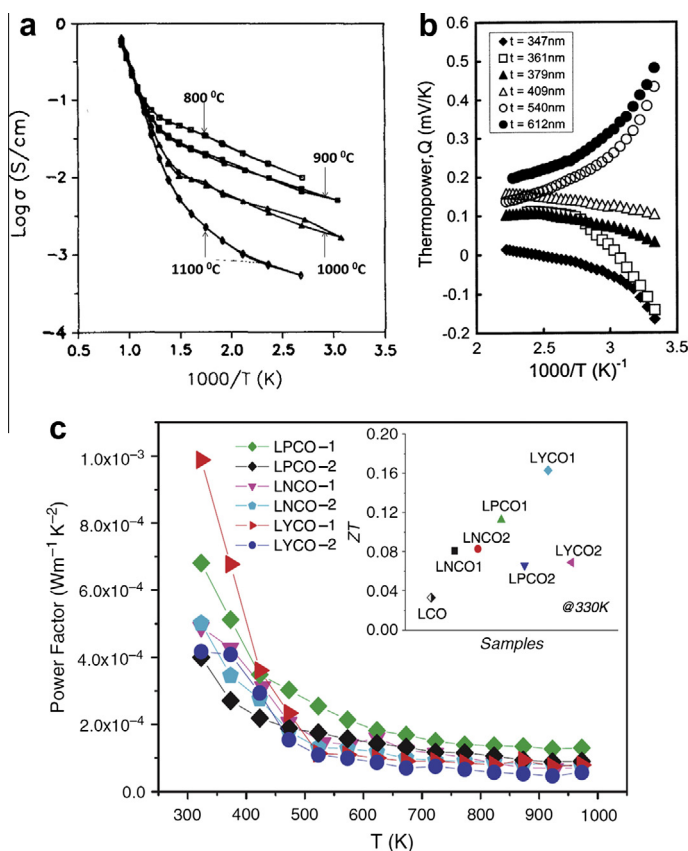 a
Log σ (S/cm)
0
-1
-2
-3
-4
800 ⁰C
900 ⁰C
1000 ⁰C
1100 ⁰C
0.5 1.0 1.5 2.0 2.5 3.0 3.5
1000/T (K)
b
Thermopower,Q (mV/K)
0.6
0.5
0.4
0.3
0.2
0.1
0
-0.1
-0.2
t = 347nm
t = 361nm
t = 379nm
t = 409nm
t = 540nm
t = 612nm
2 2.5 3 3.5
1000/T (K)⁻¹
c
Power Factor (Wm⁻¹ K⁻²)
1.0x10⁻³
8.0x10⁻⁴
6.0x10⁻⁴
4.0x10⁻⁴
2.0x10⁻⁴
0.0
LPCO-1
LPCO-2
LNCO-1
LNCO-2
LYCO-1
LYCO-2
ZT
0.20
0.16
0.12
0.08
0.04
0.00
LYCO1
LPCO1
LNCO2
LNCO1
LYCO2
LPCO2
LCO
@330K
Samples
300 400 500 600 700 800 900 1000
T (K)